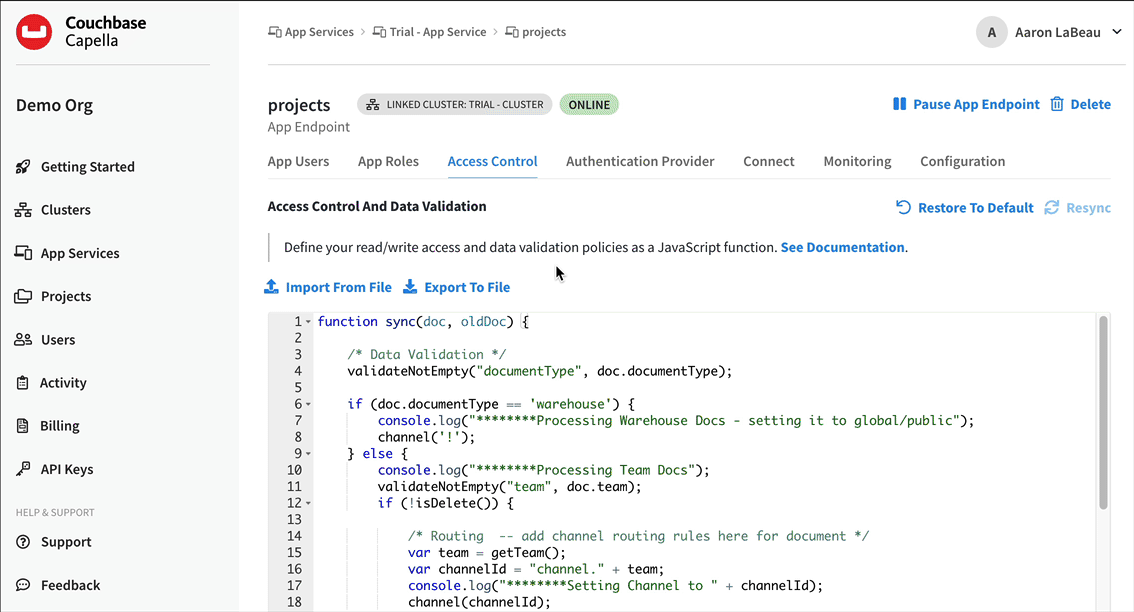 Couchbase
Capella
App Services > Trial - App Service > projects
A Aaron LaBeau
Demo Org
Getting Started
Clusters
App Services
Projects
Users
Activity
Billing
API Keys
HELP & SUPPORT
Support
Feedback
projects LINKED CLUSTER: TRIAL - CLUSTER ONLINE
Pause App Endpoint Delete
App Endpoint
App Users App Roles Access Control Authentication Provider Connect Monitoring Configuration
Access Control And Data Validation
Restore To Default Resync
Define your read/write access and data validation policies as a JavaScript function. See Documentation.
Import From File Export To File
1 function sync(doc, oldDoc) {
2
3 /* Data Validation */
4 validateNotEmpty("documentType", doc.documentType);
5
6 if (doc.documentType == 'warehouse') {
7 console.log("********Processing Warehouse Docs - setting it to global/public");
8 channel('!');
9 } else {
10 console.log("********Processing Team Docs");
11 validateNotEmpty("team", doc.team);
12 if (!isDelete()) {
13
14 /* Routing -- add channel routing rules here for document */
15 var team = getTeam();
16 var channelId = "channel." + team;
17 console.log("********Setting Channel to " + channelId);
18 channel(channelId);